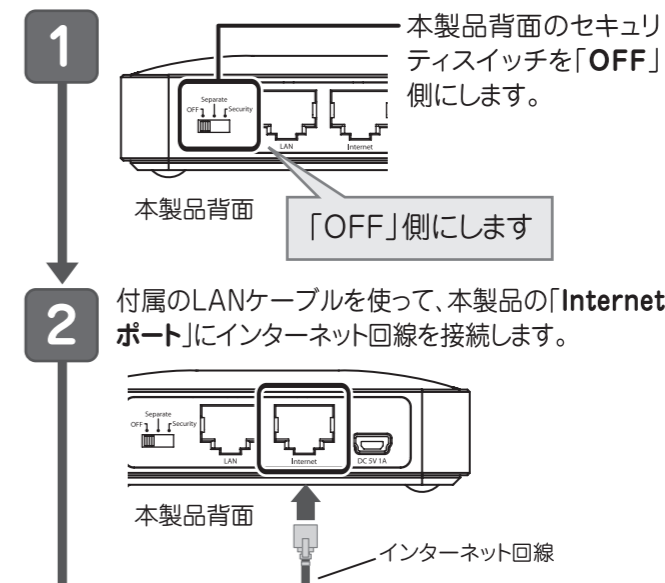 1
本製品背面のセキュリ
ティスイッチを「OFF」
側にします。
Separate
OFF Security
LAN Internet
本製品背面
「OFF」側にします
2
付属のLANケーブルを使って、本製品の「Internet
ポート」にインターネット回線を接続します。
Separate
OFF Security
LAN Internet DC 5V 1A
本製品背面
インターネット回線